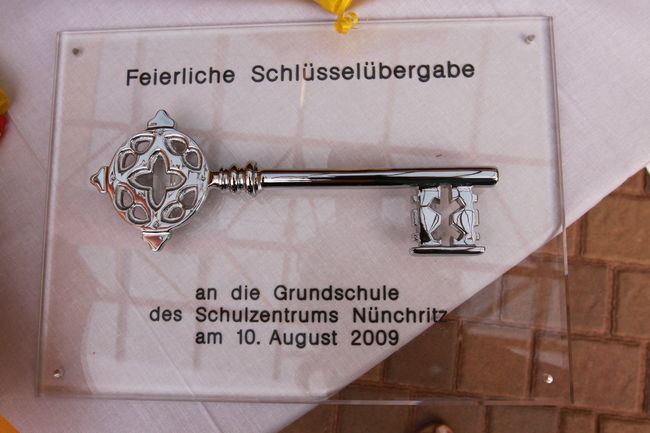 Feierliche Schlüsselübergabe
an die Grundschule
des Schulzentrums Nünchritz
am 10. August 2009